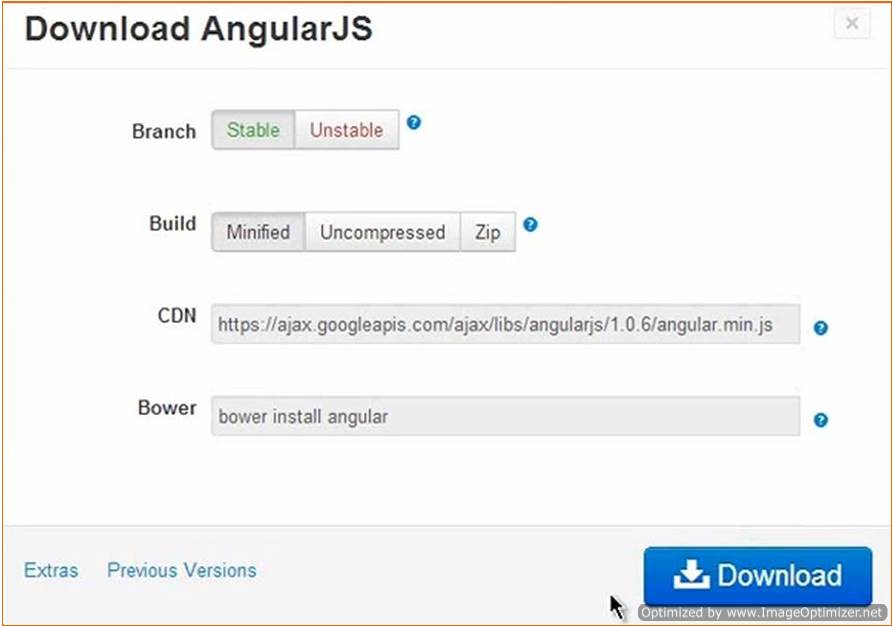 Download AngularJS
×
Branch Stable Unstable ?
Build Minified Uncompressed Zip ?
CDN https://ajax.googleapis.com/ajax/libs/angularjs/1.0.6/angular.min.js ?
Bower bower install angular ?
Extras Previous Versions Download
Optimized by www.ImageOptimizer.net